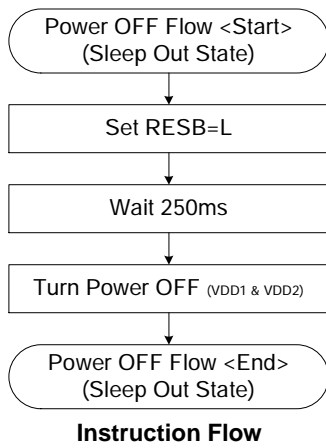 Power OFF Flow <Start>
(Sleep Out State)
Set RESB=L
Wait 250ms
Turn Power OFF (VDD1 & VDD2)
Power OFF Flow <End>
(Sleep Out State)
Instruction Flow